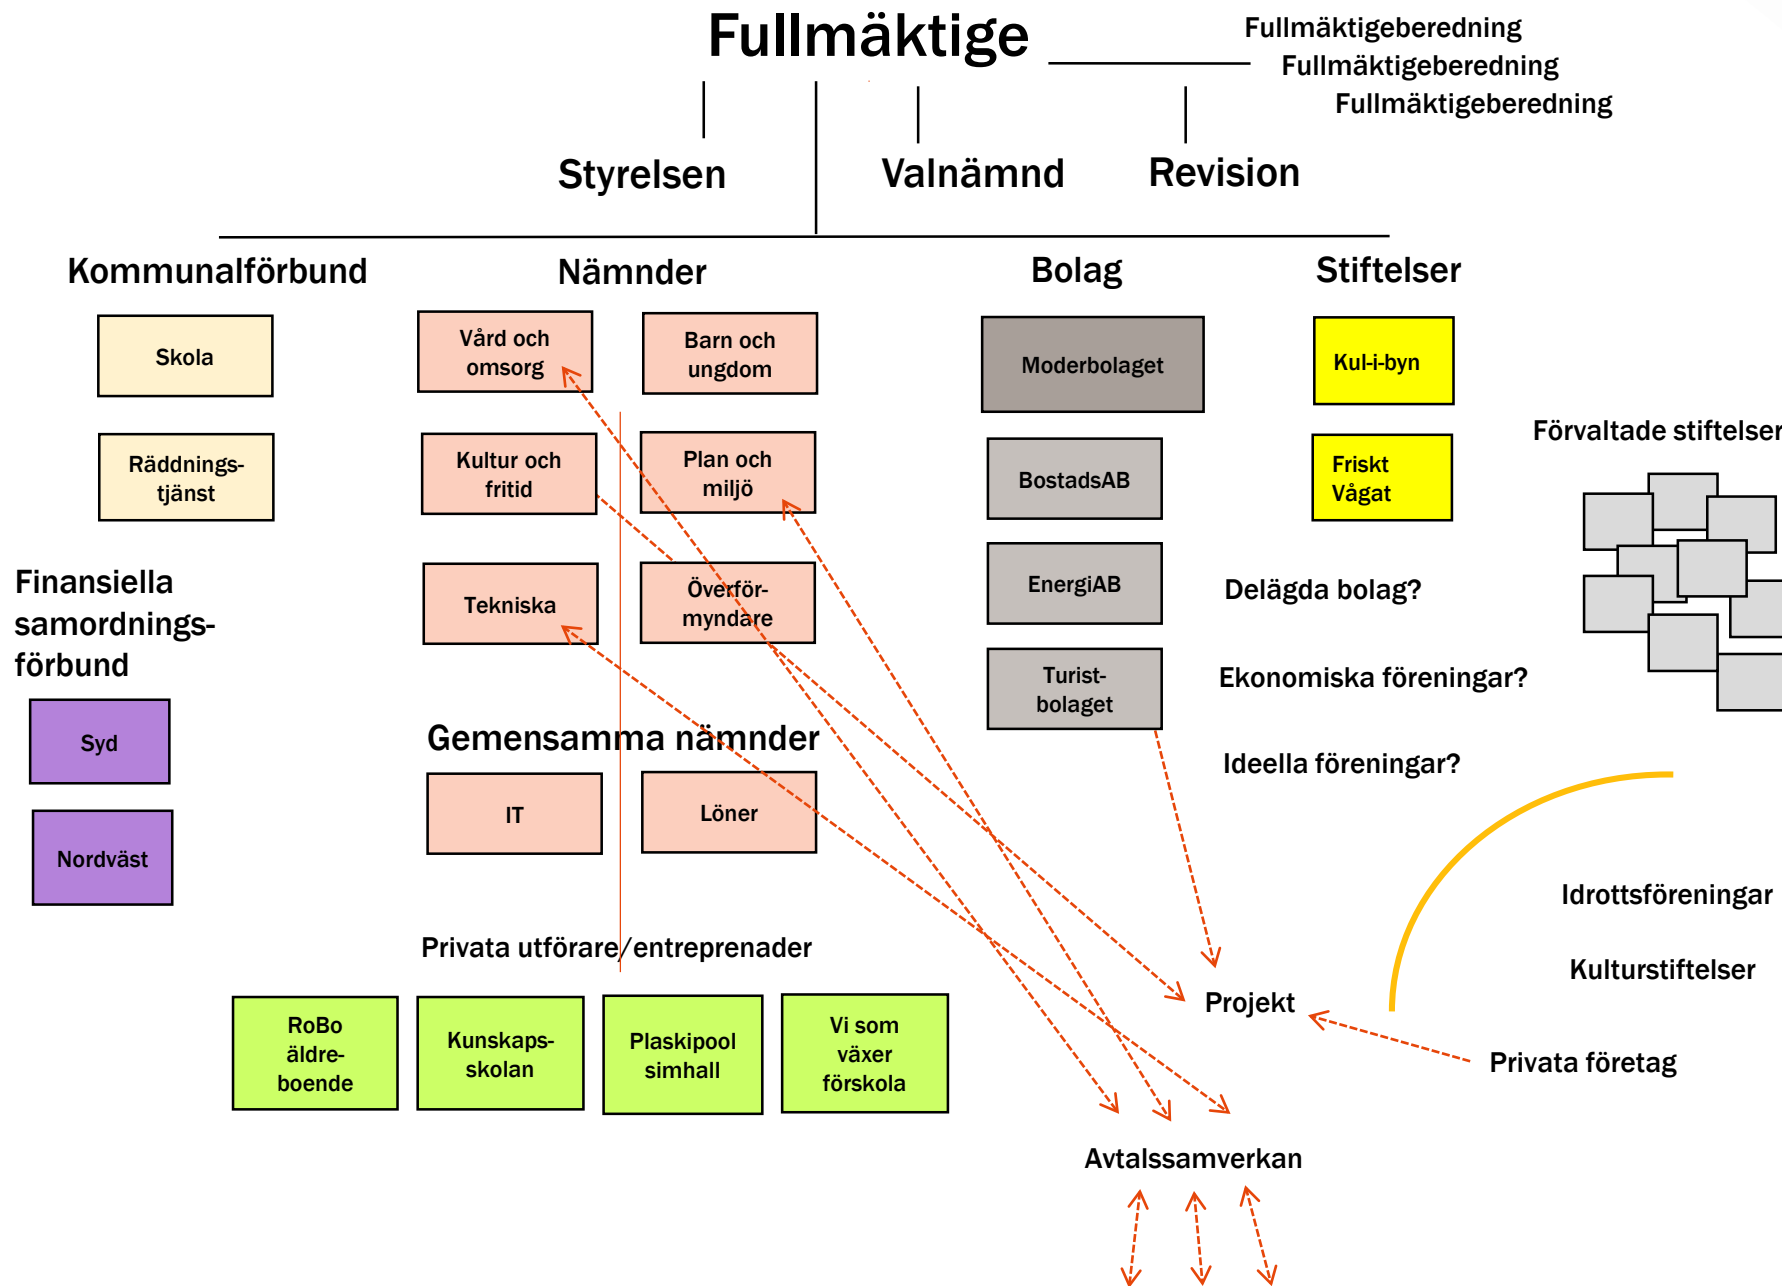 Fullmäktige
Fullmäktigeberedning
Fullmäktigeberedning
Fullmäktigeberedning
Styrelsen
Valnämnd
Revision
Kommunalförbund
Nämnder
Bolag
Stiftelser
Skola
Räddnings-
tjänst
Finansiella
samordnings-
förbund
Syd
Nordväst
Vård och
omsorg
Barn och
ungdom
Kultur och
fritid
Plan och
miljö
Tekniska
Överför-
myndare
Gemensamma nämnder
IT
Löner
Privata utförare/entreprenader
RoBo
äldre-
boende
Kunskaps-
skolan
Plaskipool
simhall
Vi som
växer
förskola
Moderbolaget
BostadsAB
EnergiAB
Turist-
bolaget
Kul-i-byn
Friskt
Vågat
Förvaltade stiftelser
Delägda bolag?
Ekonomiska föreningar?
Ideella föreningar?
Idrottsföreningar
Kulturstiftelser
Projekt
Privata företag
Avtalssamverkan